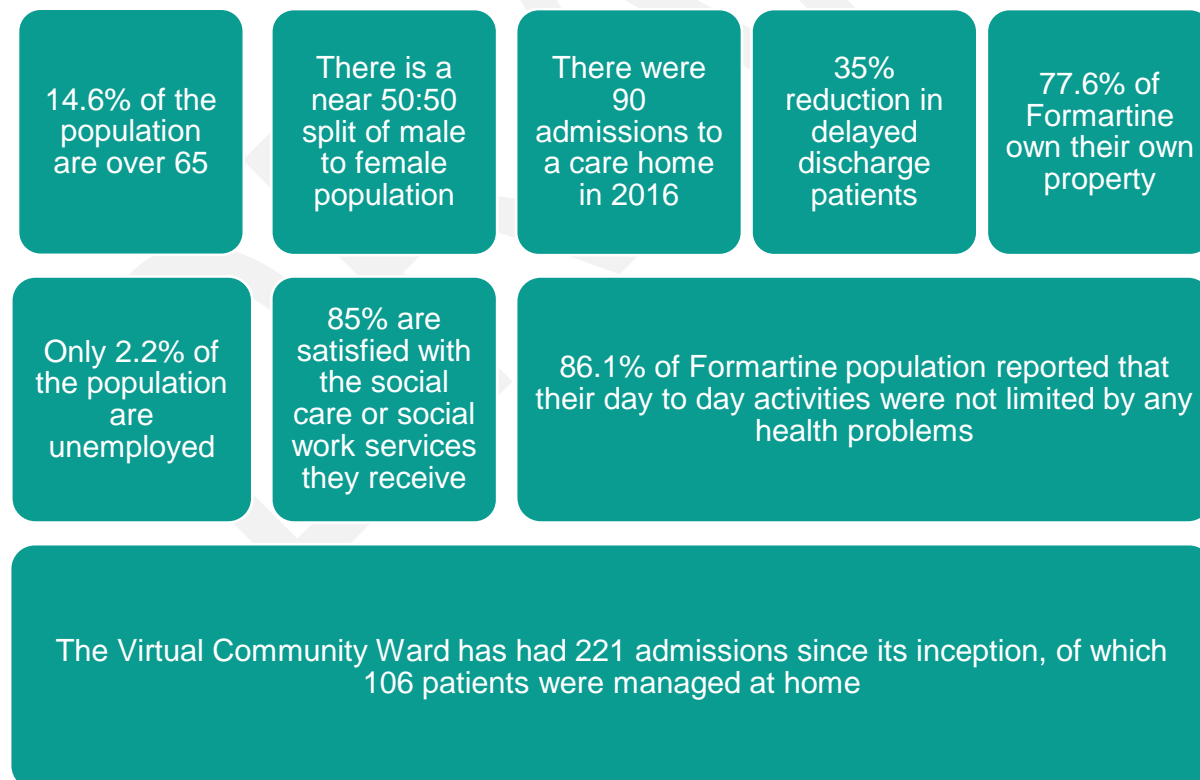 14.6% of the
population
are over 65
There is a
near 50:50
split of male
to female
population
There were
90
admissions to
a care home
in 2016
35%
reduction in
delayed
discharge
patients
77.6% of
Formartine
own their own
property
Only 2.2% of
the population
are
unemployed
85% are
satisfied with
the social
care or social
work services
they receive
86.1% of Formartine population reported that
their day to day activities were not limited by any
health problems
The Virtual Community Ward has had 221 admissions since its inception, of which
106 patients were managed at home